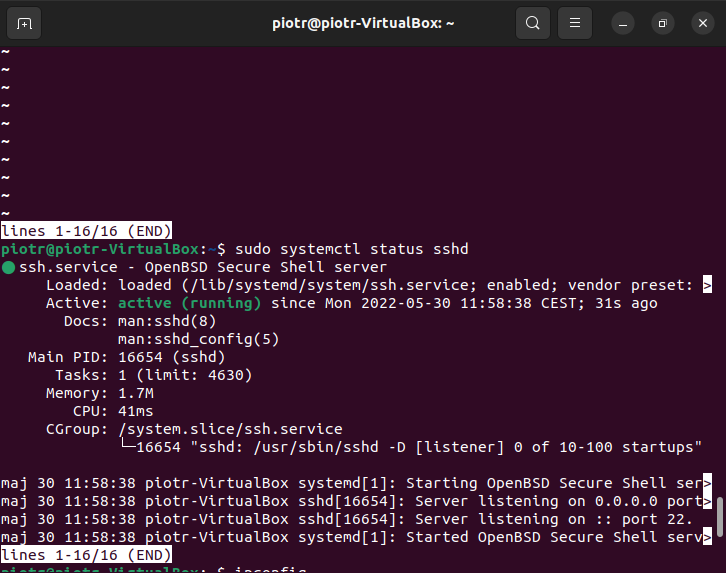 piotr@piotr-VirtualBox: ~
~
~
~
~
~
~
~
~
~
~
lines 1-16/16 (END)
piotr@piotr-VirtualBox:~$ sudo systemctl status sshd
●ssh.service - OpenBSD Secure Shell server
     Loaded: loaded (/lib/systemd/system/ssh.service; enabled; vendor preset: >
     Active: active (running) since Mon 2022-05-30 11:58:38 CEST; 31s ago
       Docs: man:sshd(8)
             man:sshd_config(5)
   Main PID: 16654 (sshd)
      Tasks: 1 (limit: 4630)
     Memory: 1.7M
        CPU: 41ms
     CGroup: /system.slice/ssh.service
             └─16654 "sshd: /usr/sbin/sshd -D [listener] 0 of 10-100 startups"
maj 30 11:58:38 piotr-VirtualBox systemd[1]: Starting OpenBSD Secure Shell ser>
maj 30 11:58:38 piotr-VirtualBox sshd[16654]: Server listening on 0.0.0.0 port>
maj 30 11:58:38 piotr-VirtualBox sshd[16654]: Server listening on :: port 22.
maj 30 11:58:38 piotr-VirtualBox systemd[1]: Started OpenBSD Secure Shell serv>
lines 1-16/16 (END)
piotr@piotr-VirtualBox:~$ ipconfig